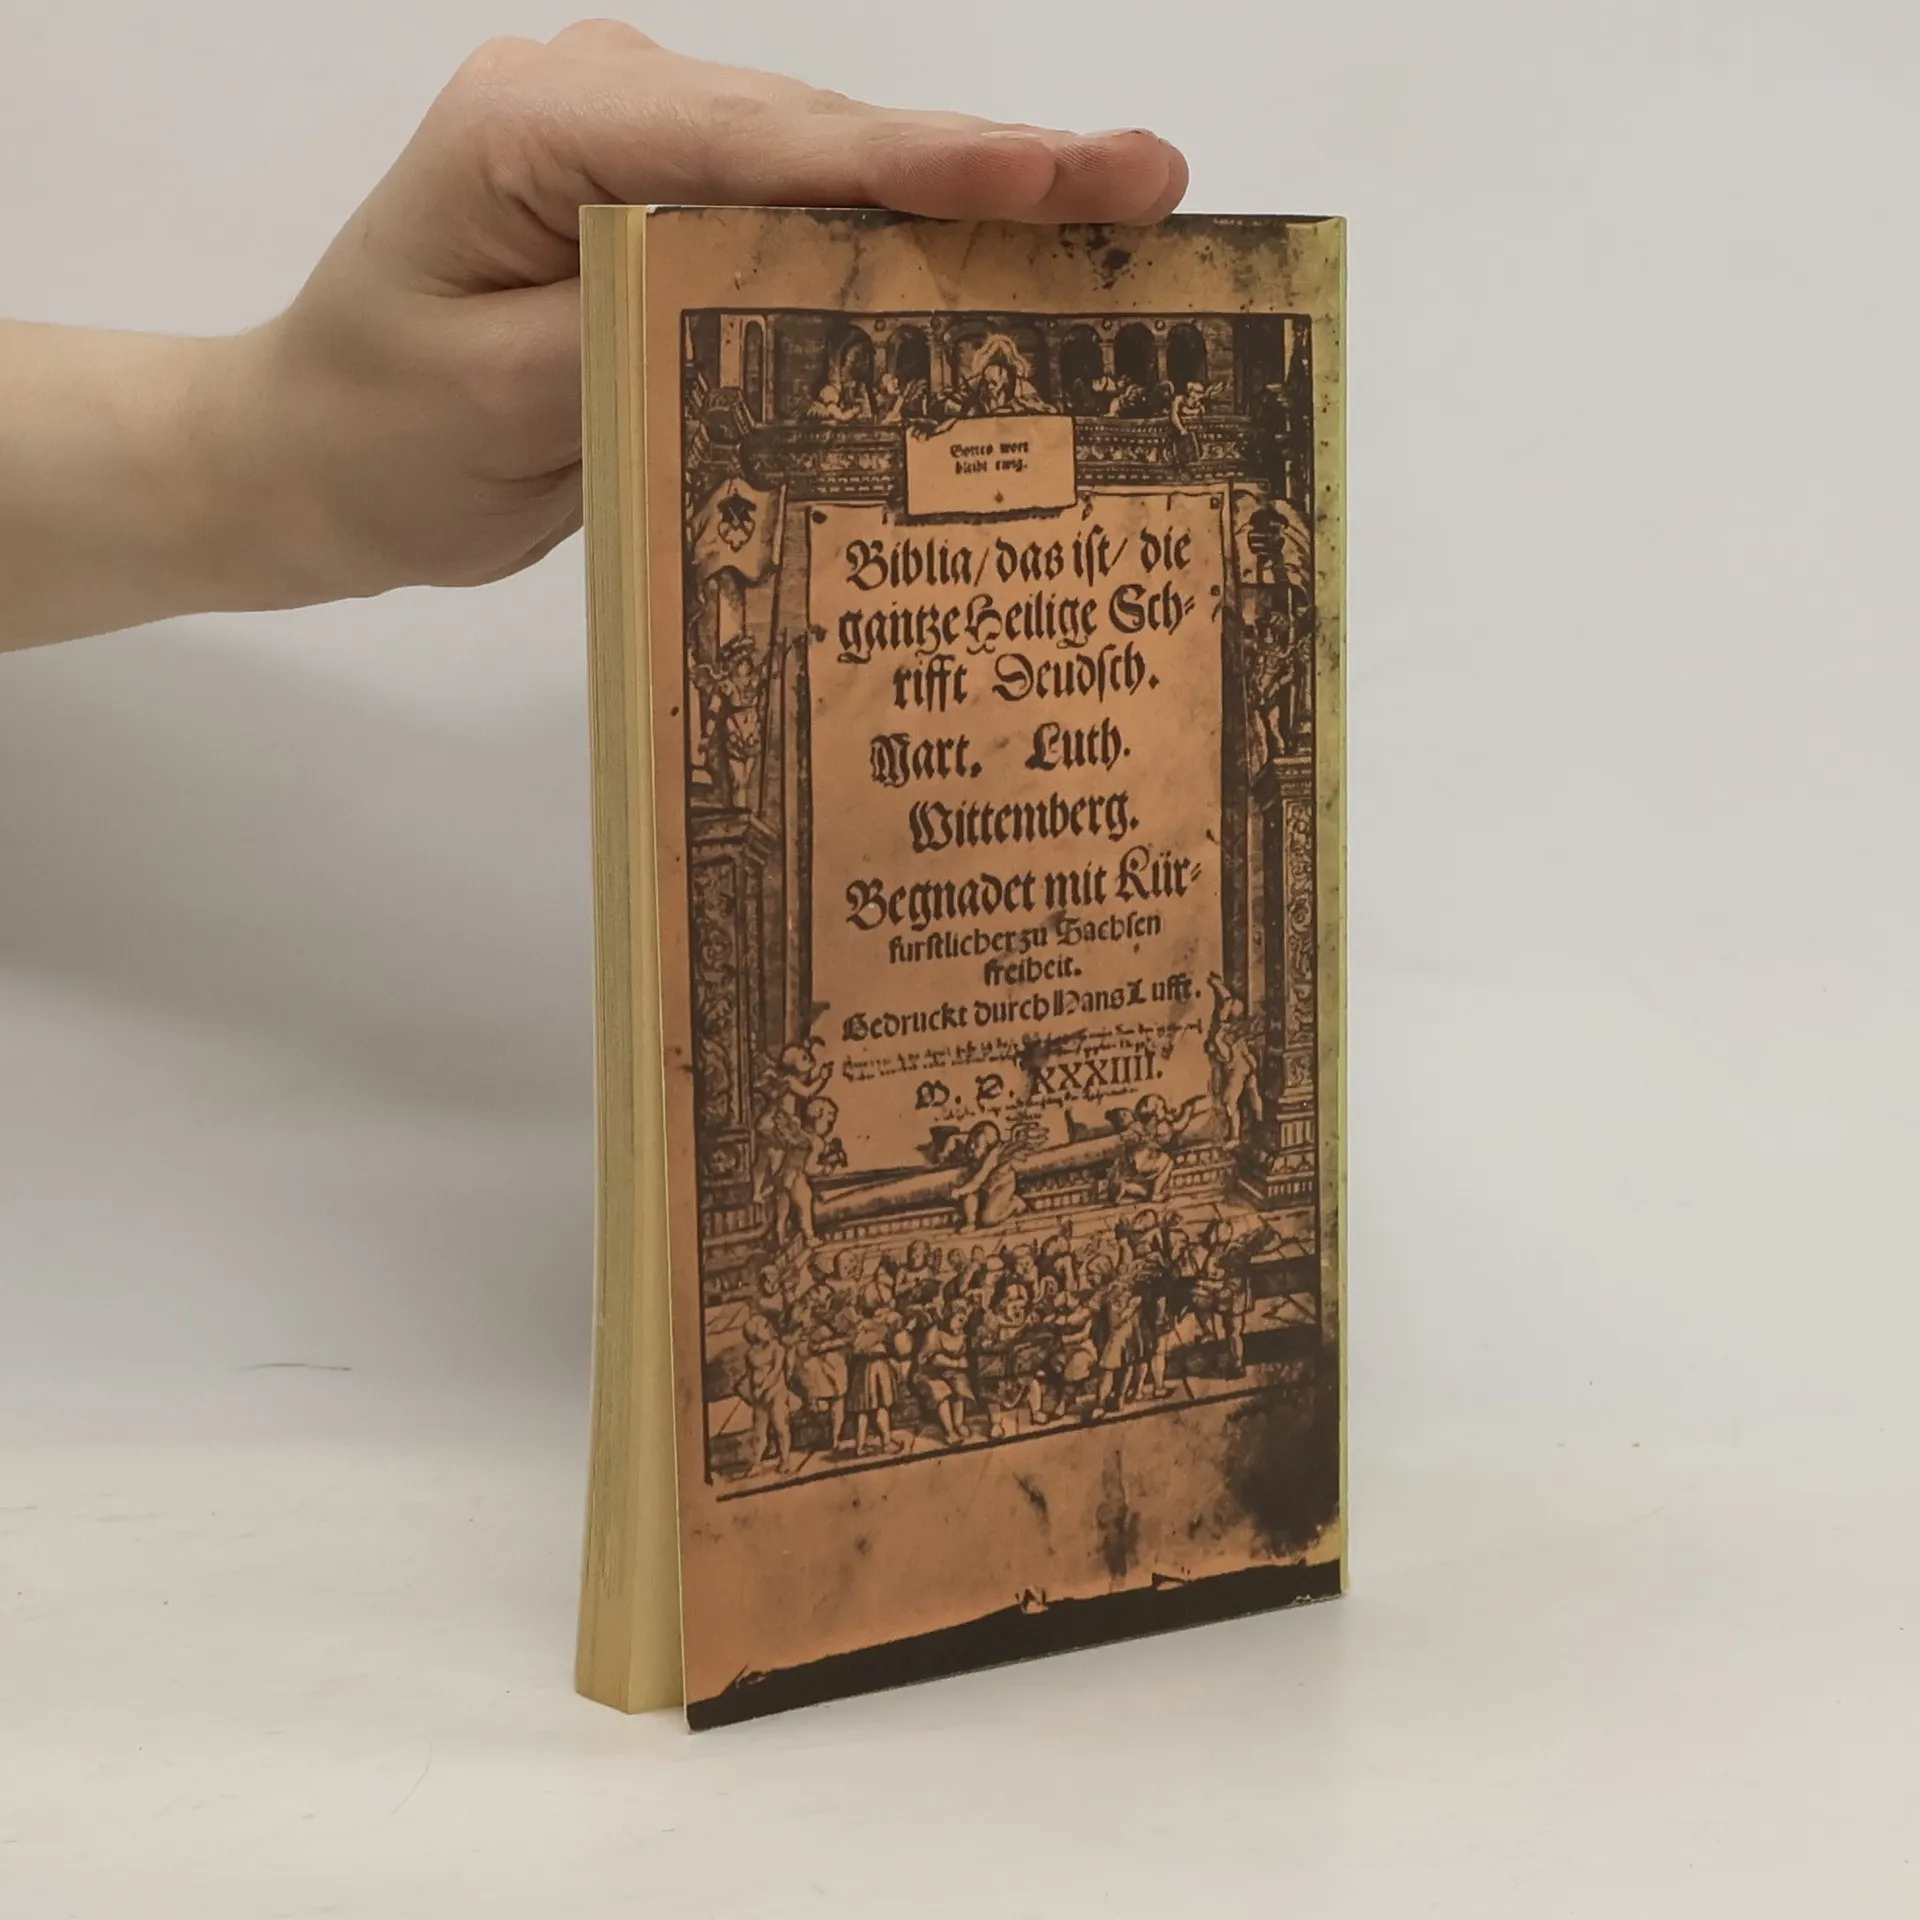 Gottes wort
bleibt ewig.
Biblia/ das ist/ die
gantze Heilige Sch⸗
rifft Deudsch.
Mart. Luth.
Wittemberg.
Begnadet mit Kür⸗
furstlicher zu Sachsen
freiheit.
Gedruckt durch Hans Lufft.
M. D. XXXIIII.